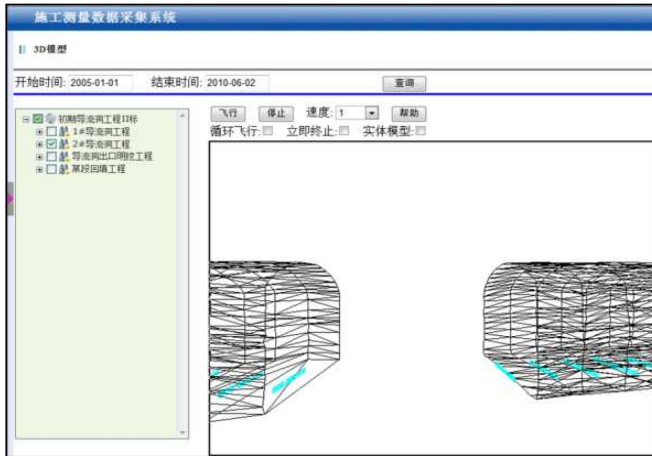 施工测量数据采集系统
3D模型
开始时间: 2005-01-01 结束时间: 2010-06-02 查询
飞行 停止 速度: 1 帮助
循环飞行: 立即终止: 实体模型:
初期导流洞工程II标
1#导流洞工程
2#导流洞工程
导流洞出口明挖工程
某段回填工程